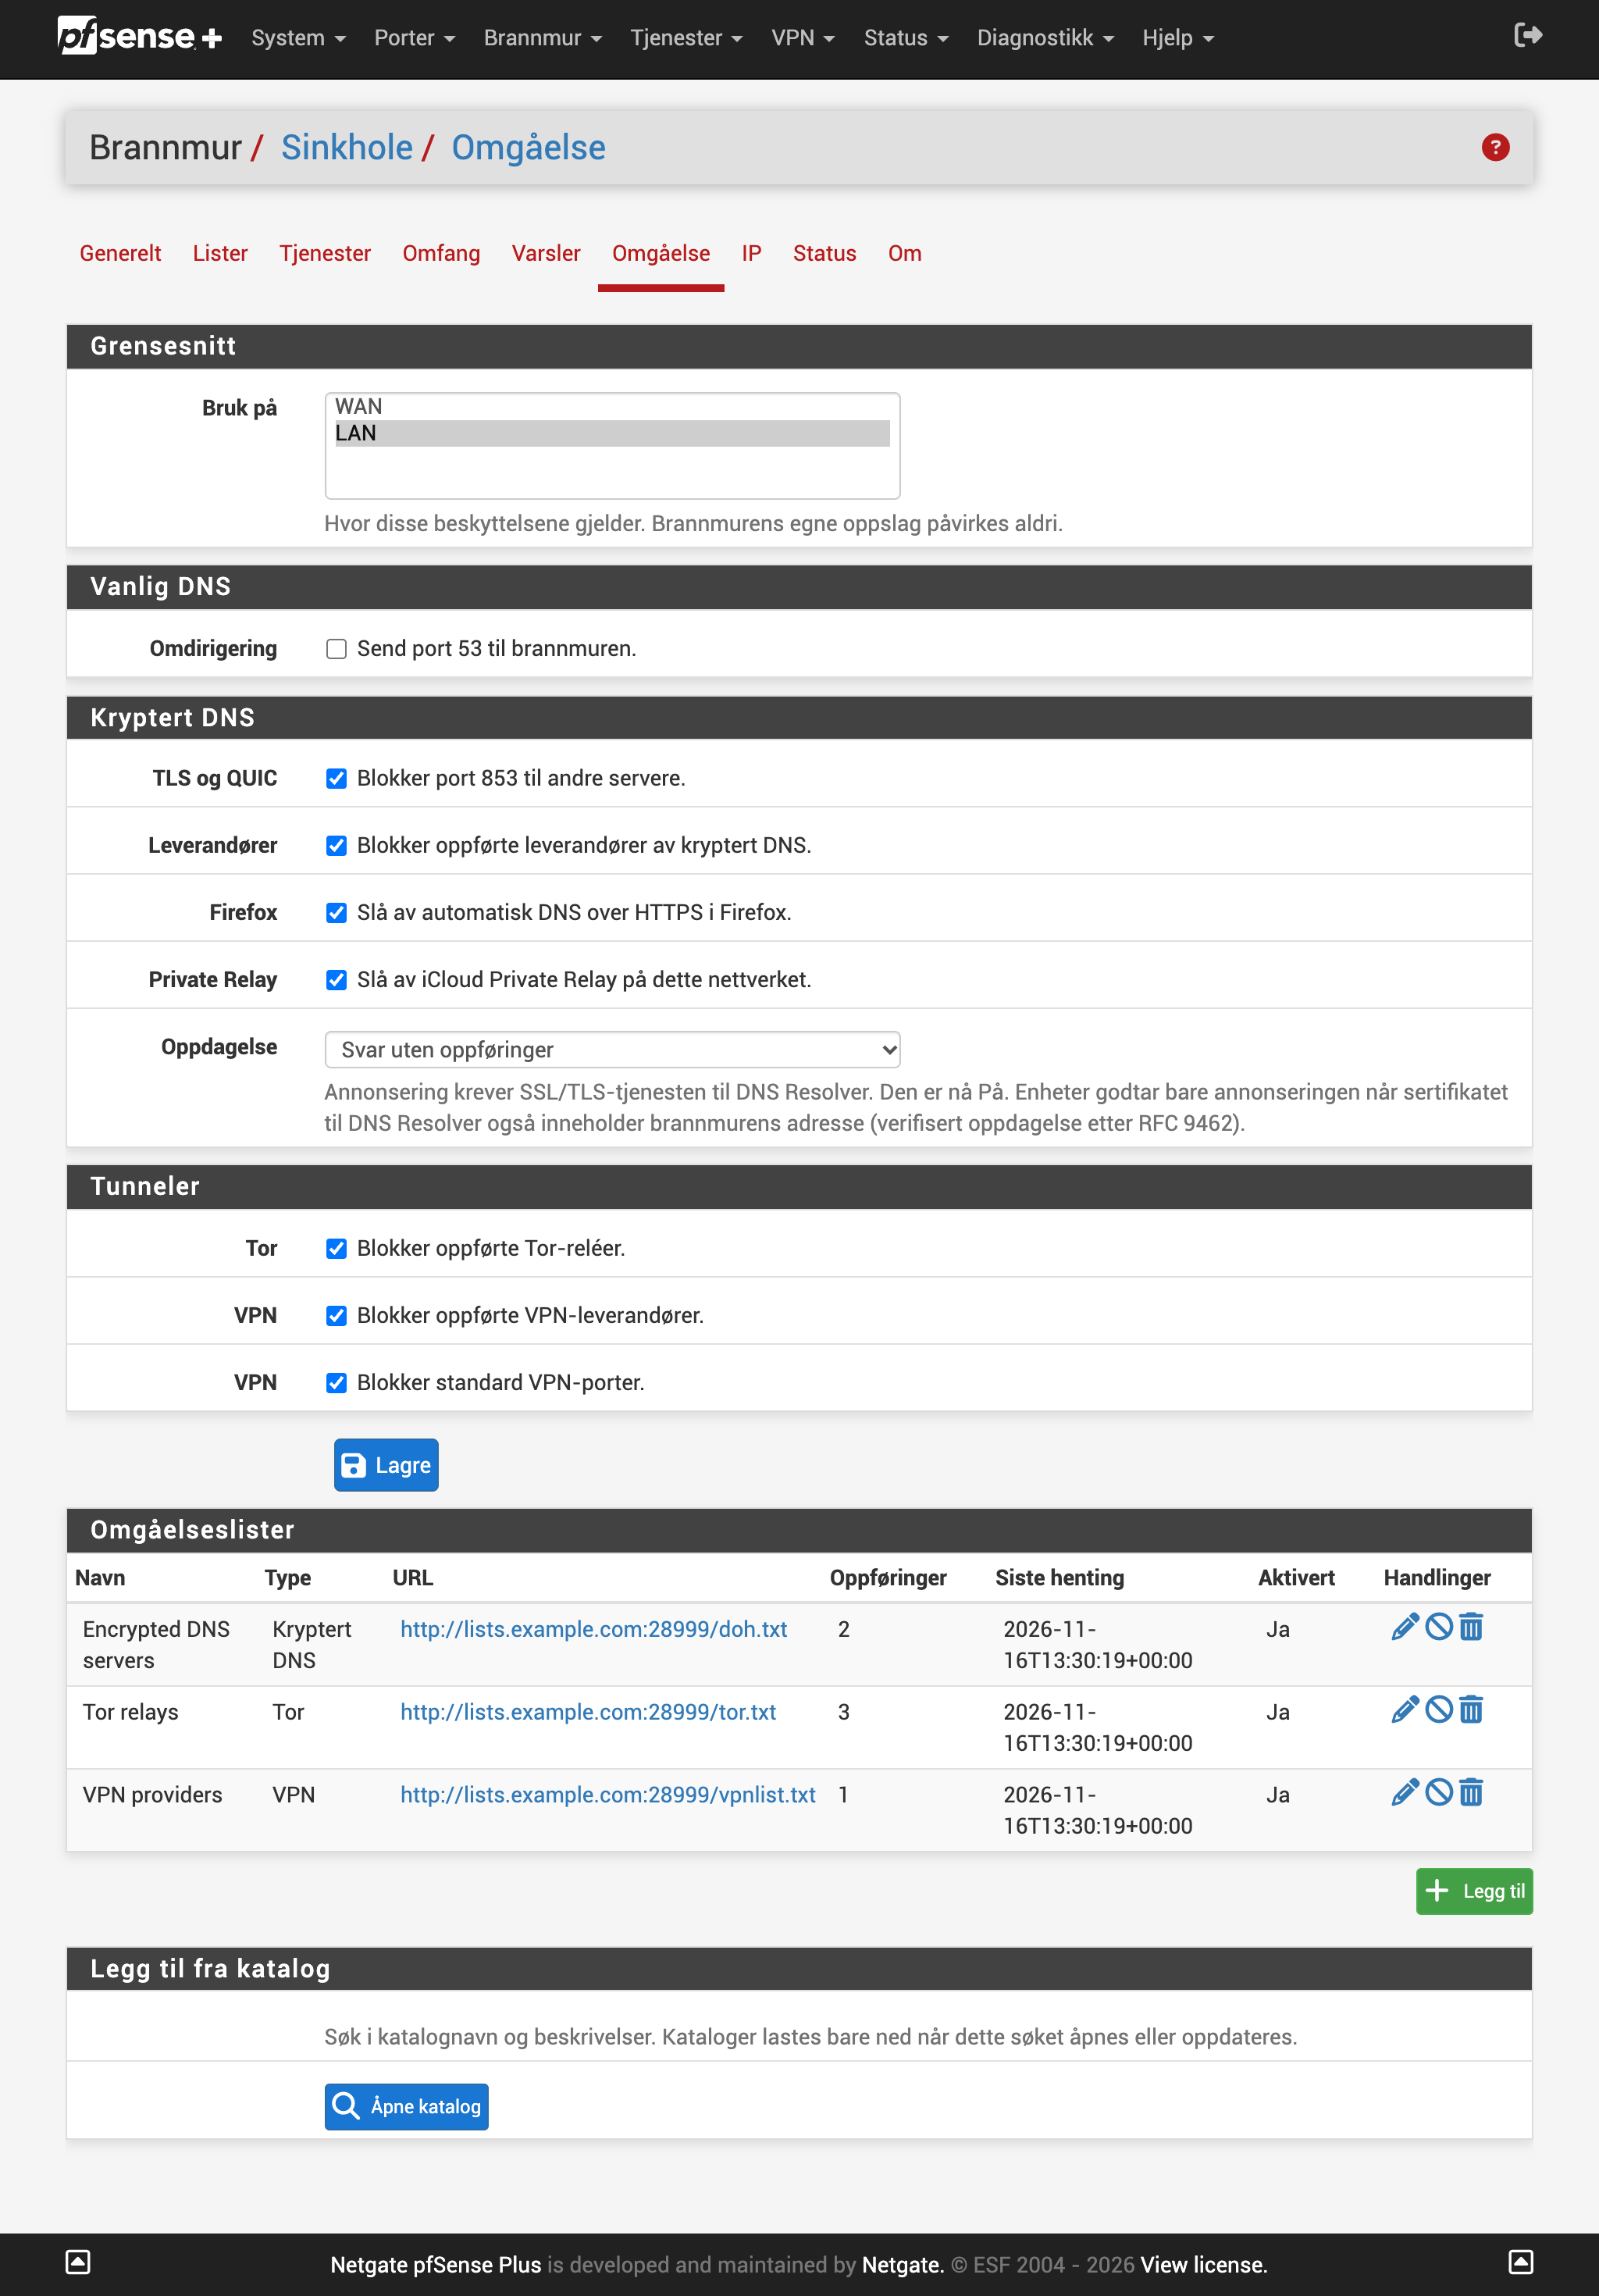 pfsense +
System
Porter
Brannmur
Tjenester
VPN
Status
Diagnostikk
Hjelp
Brannmur / Sinkhole / Omgåelse
?
Generelt
Lister
Tjenester
Omfang
Varsler
Omgåelse
IP
Status
Om
Grensesnitt
Bruk på
WAN
LAN
Hvor disse beskyttelsene gjelder. Brannmurens egne oppslag påvirkes aldri.
Vanlig DNS
Omdirigering
Send port 53 til brannmuren.
Kryptert DNS
TLS og QUIC
Blokker port 853 til andre servere.
Leverandører
Blokker oppførte leverandører av kryptert DNS.
Firefox
Slå av automatisk DNS over HTTPS i Firefox.
Private Relay
Slå av iCloud Private Relay på dette nettverket.
Oppdagelse
Svar uten oppføringer
Annonsering krever SSL/TLS-tjenesten til DNS Resolver. Den er nå På. Enheter godtar bare annonseringen når sertifikatet
til DNS Resolver også inneholder brannmurens adresse (verifisert oppdagelse etter RFC 9462).
Tunneler
Tor
Blokker oppførte Tor-reléer.
VPN
Blokker oppførte VPN-leverandører.
VPN
Blokker standard VPN-porter.
Lagre
Omgåelseslister
Navn Type URL Oppføringer Siste henting Aktivert Handlinger
Encrypted DNS Kryptert http://lists.example.com:28999/doh.txt 2 2026-11- Ja
servers DNS 16T13:30:19+00:00
Tor relays Tor http://lists.example.com:28999/tor.txt 3 2026-11- Ja
16T13:30:19+00:00
VPN providers VPN http://lists.example.com:28999/vpnlist.txt 1 2026-11- Ja
16T13:30:19+00:00
Legg til
Legg til fra katalog
Søk i katalognavn og beskrivelser. Kataloger lastes bare ned når dette søket åpnes eller oppdateres.
Åpne katalog
Netgate pfSense Plus is developed and maintained by Netgate. © ESF 2004 - 2026 View license.